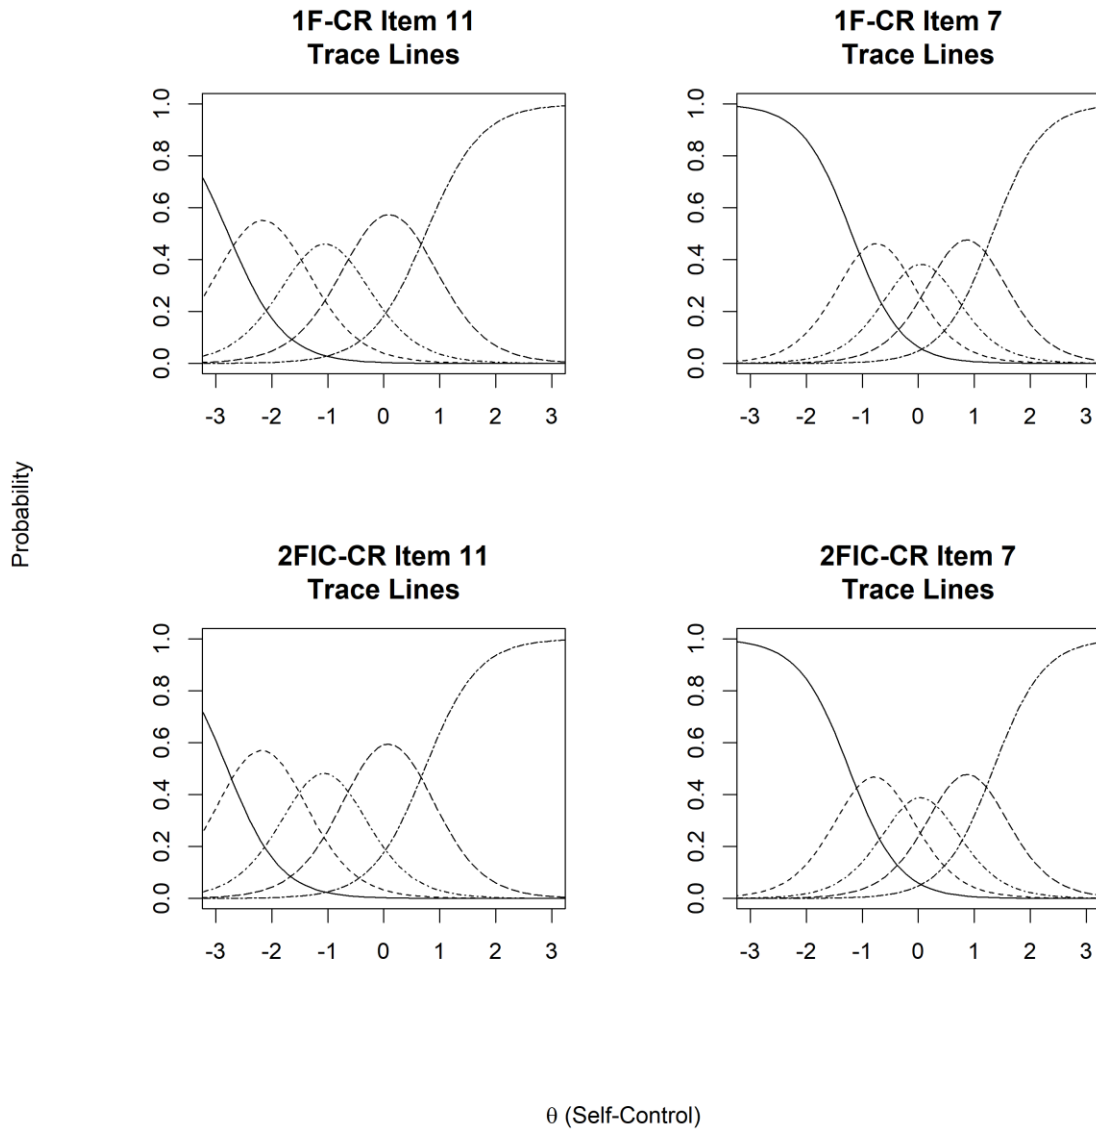 1F-CR Item 11
Trace Lines
1.0
0.8
0.6
0.4
0.2
0.0
-3 -2 -1 0 1 2 3
1F-CR Item 7
Trace Lines
1.0
0.8
0.6
0.4
0.2
0.0
-3 -2 -1 0 1 2 3
Probability
2FIC-CR Item 11
Trace Lines
1.0
0.8
0.6
0.4
0.2
0.0
-3 -2 -1 0 1 2 3
2FIC-CR Item 7
Trace Lines
1.0
0.8
0.6
0.4
0.2
0.0
-3 -2 -1 0 1 2 3
θ (Self-Control)